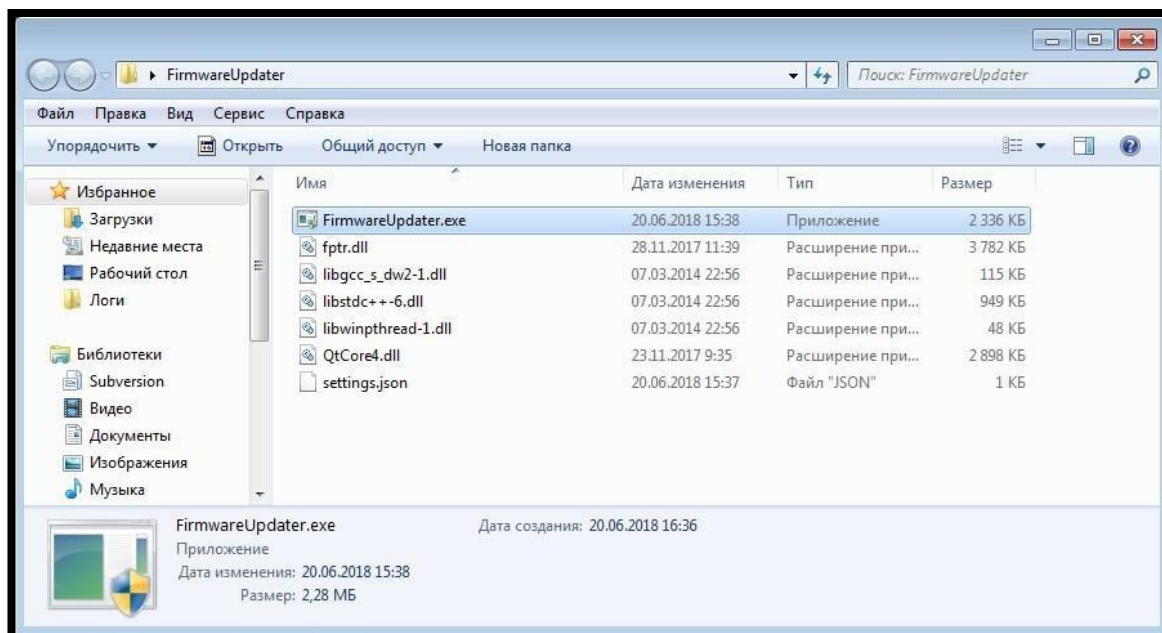 FirmwareUpdater
Поиск: FirmwareUpdater
Файл Правка Вид Сервис Справка
Упорядочить Открыть Общий доступ Новая папка
Избранное
Загрузки
Недавние места
Рабочий стол
Логи
Библиотеки
Subversion
Видео
Документы
Изображения
Музыка
Имя Дата изменения Тип Размер
FirmwareUpdater.exe 20.06.2018 15:38 Приложение 2 336 КБ
fptr.dll 28.11.2017 11:39 Расширение при... 3 782 КБ
libgcc_s_dw2-1.dll 07.03.2014 22:56 Расширение при... 115 КБ
libstdc++-6.dll 07.03.2014 22:56 Расширение при... 949 КБ
libwinpthread-1.dll 07.03.2014 22:56 Расширение при... 48 КБ
QtCore4.dll 23.11.2017 9:35 Расширение при... 2 898 КБ
settings.json 20.06.2018 15:37 Файл "JSON" 1 КБ
FirmwareUpdater.exe Дата создания: 20.06.2018 16:36
Приложение
Дата изменения: 20.06.2018 15:38
Размер: 2,28 МБ